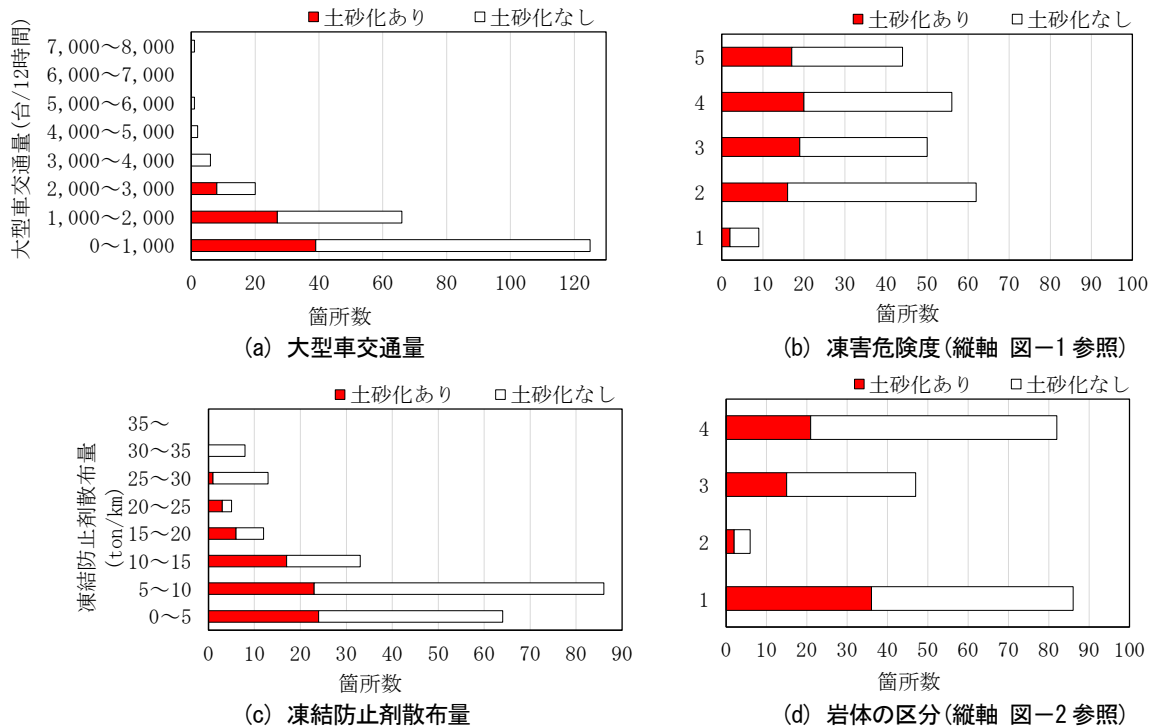 ■土砂化あり □土砂化なし
大型車交通量(台/12時間)
7,000～8,000
6,000～7,000
5,000～6,000
4,000～5,000
3,000～4,000
2,000～3,000
1,000～2,000
0～1,000
0 20 40 60 80 100 120
箇所数
(a) 大型車交通量
■土砂化あり □土砂化なし
5
4
3
2
1
0 10 20 30 40 50 60 70 80 90 100
箇所数
(b) 凍害危険度(縦軸 図－1 参照)
■土砂化あり □土砂化なし
凍結防止剤散布量
(ton/km)
35～
30～35
25～30
20～25
15～20
10～15
5～10
0～5
0 10 20 30 40 50 60 70 80 90
箇所数
(c) 凍結防止剤散布量
■土砂化あり □土砂化なし
4
3
2
1
0 10 20 30 40 50 60 70 80 90 100
箇所数
(d) 岩体の区分(縦軸 図－2 参照)